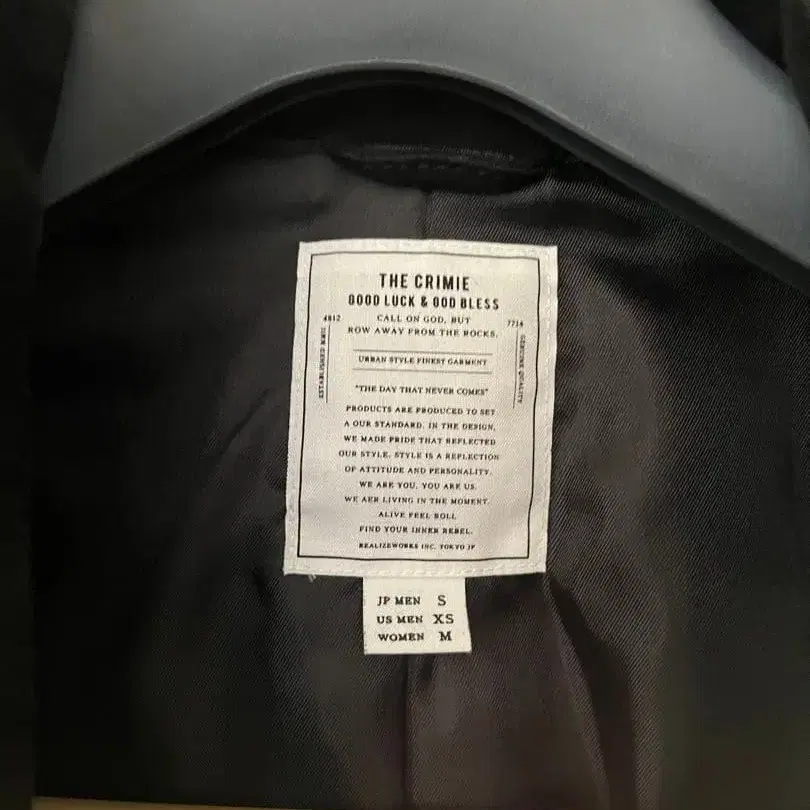 THE CRIMIE
GOOD LUCK & GOD BLESS
4812
CALL ON GOD, BUT
7714
ROW AWAY FROM THE ROCKS.
ESTABLISHED MMII
GENUINE QUALITY
URBAN STYLE FINEST GARMENT
"THE DAY THAT NEVER COMES"
PRODUCTS ARE PRODUCED TO SET
A OUR STANDARD. IN THE DESIGN,
WE MADE PRIDE THAT REFLECTED
OUR STYLE. STYLE IS A REFLECTION
OF ATTITUDE AND PERSONALITY.
WE ARE YOU. YOU ARE US.
WE AER LIVING IN THE MOMENT.
ALIVE FEEL ROLL
FIND YOUR INNER REBEL.
REALIZEWORKS INC. TOKYO JP
JP MEN S
US MEN XS
WOMEN M